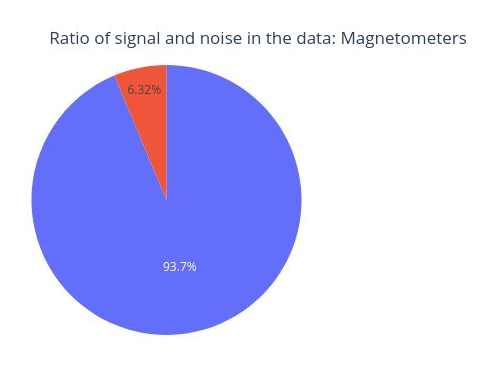 Ratio of signal and noise in the data: Magnetometers
6.32%
93.7%